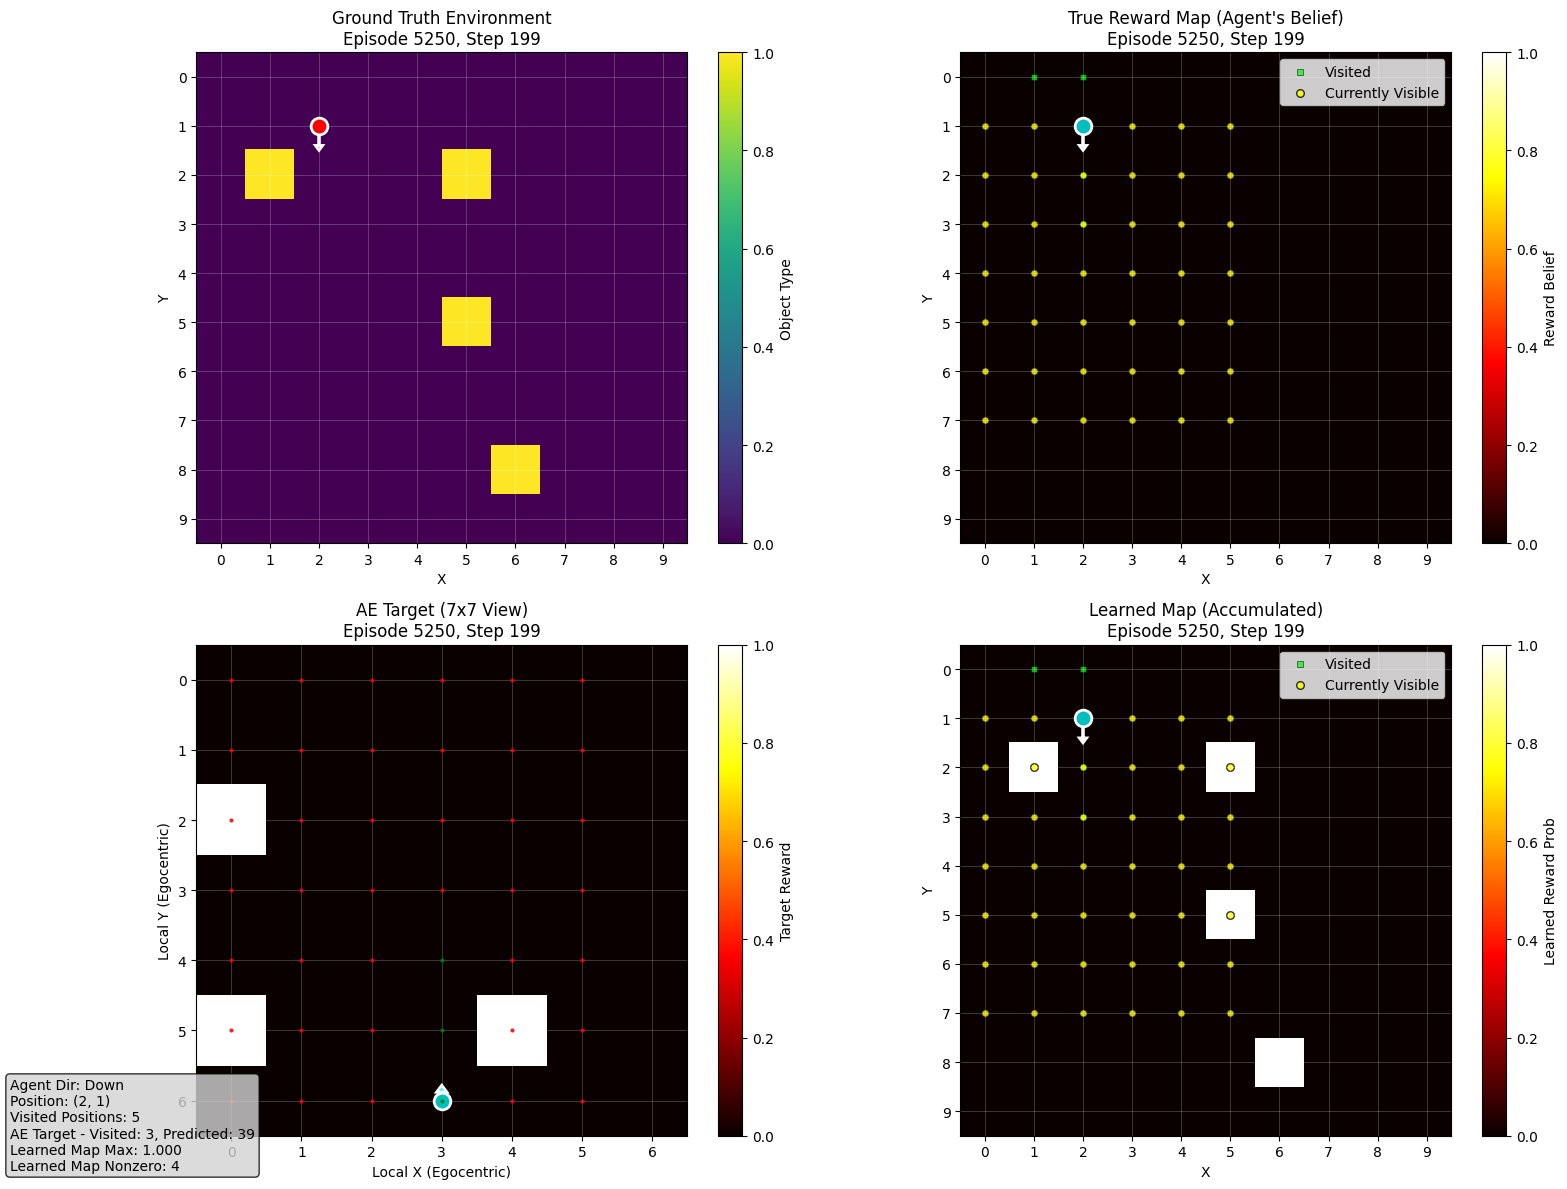 Ground Truth Environment
Episode 5250, Step 199
0
1
2
3
4
5
6
7
8
9
Y
0 1 2 3 4 5 6 7 8 9
X
1.0
0.8
0.6
0.4
0.2
0.0
Object Type
True Reward Map (Agent's Belief)
Episode 5250, Step 199
Visited
Currently Visible
0
1
2
3
4
5
6
7
8
9
Y
0 1 2 3 4 5 6 7 8 9
X
1.0
0.8
0.6
0.4
0.2
0.0
Reward Belief
AE Target (7x7 View)
Episode 5250, Step 199
0
1
2
3
4
5
6
Local Y (Egocentric)
0 1 2 3 4 5 6
Local X (Egocentric)
1.0
0.8
0.6
0.4
0.2
0.0
Target Reward
Learned Map (Accumulated)
Episode 5250, Step 199
Visited
Currently Visible
0
1
2
3
4
5
6
7
8
9
Y
0 1 2 3 4 5 6 7 8 9
X
1.0
0.8
0.6
0.4
0.2
0.0
Learned Reward Prob
Agent Dir: Down
Position: (2, 1)
Visited Positions: 5
AE Target - Visited: 3, Predicted: 39
Learned Map Max: 1.000
Learned Map Nonzero: 4